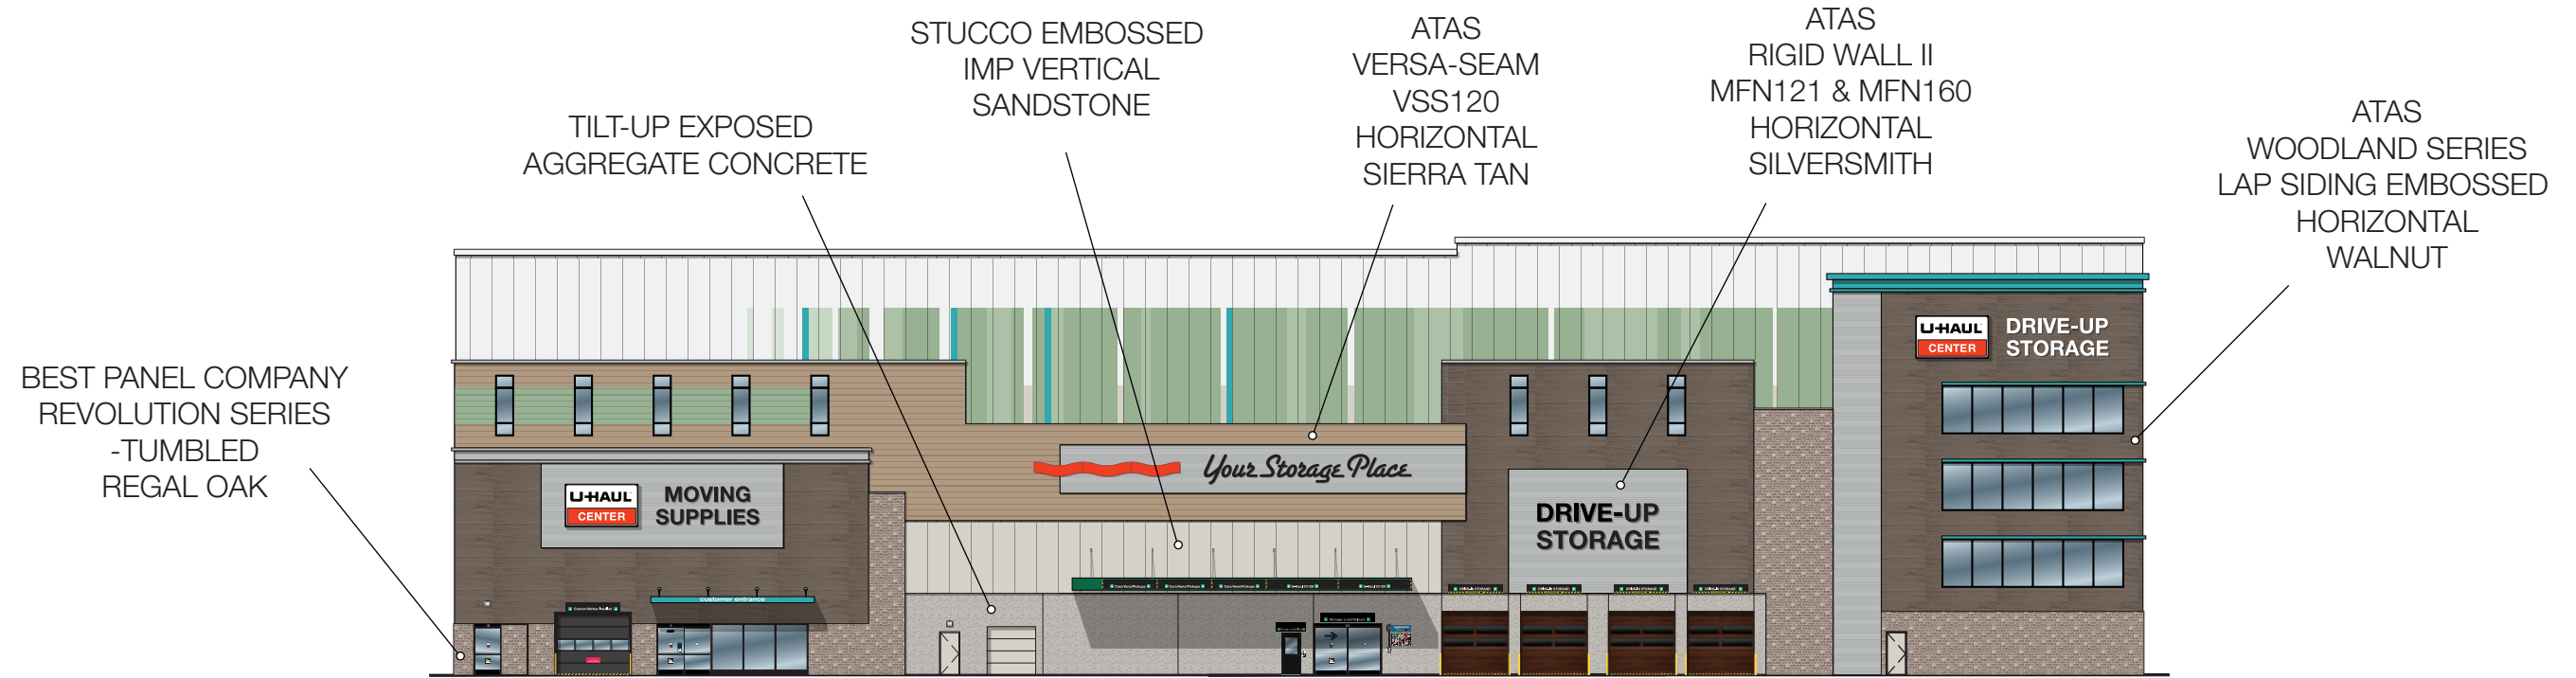 STUCCO EMBOSSED
IMP VERTICAL
SANDSTONE
ATAS
VERSA-SEAM
VSS120
HORIZONTAL
SIERRA TAN
ATAS
RIGID WALL II
MFN121 & MFN160
HORIZONTAL
SILVERSMITH
TILT-UP EXPOSED
AGGREGATE CONCRETE
ATAS
WOODLAND SERIES
LAP SIDING EMBOSSED
HORIZONTAL
WALNUT
BEST PANEL COMPANY
REVOLUTION SERIES
-TUMBLED
REGAL OAK
U-HAUL
CENTER
DRIVE-UP
STORAGE
Your Storage Place
U-HAUL
CENTER
MOVING
SUPPLIES
DRIVE-UP
STORAGE
customer entrance